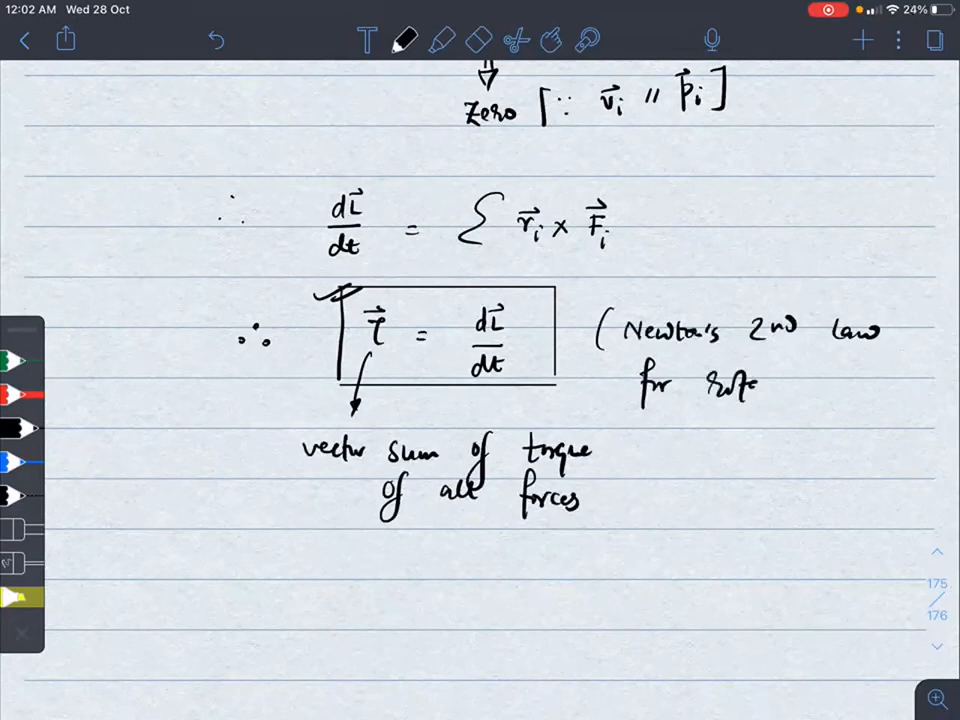 12:02 AM Wed 28 Oct
24%
T
Zero [∵ v⃗ᵢ // p⃗ᵢ]
∴ dL⃗/dt = Σ r⃗ᵢ × F⃗ᵢ
∴ τ⃗ = dL⃗/dt (Newton's 2nd law
for rote
vector sum of torque
of all forces
175
/
176